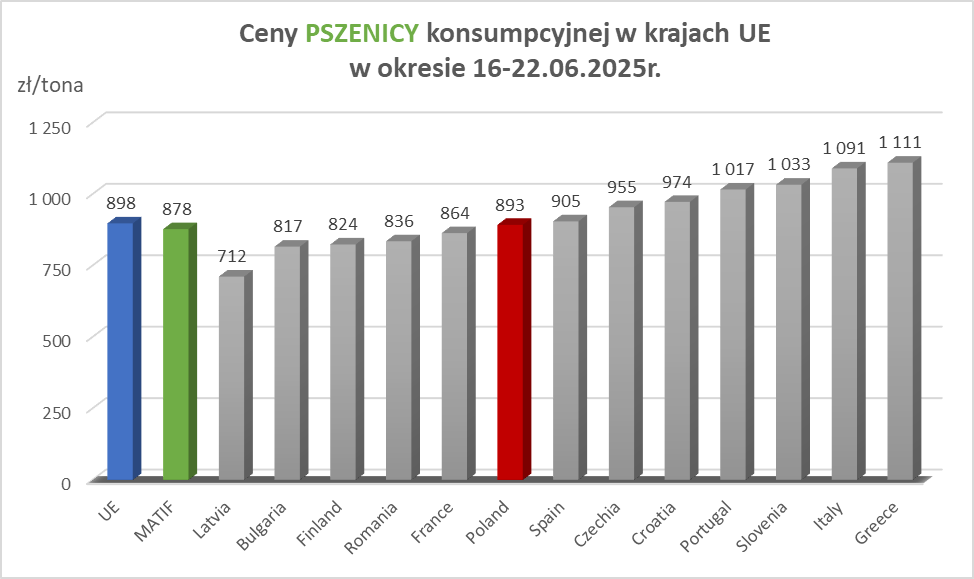 Ceny PSZENICY konsumpcyjnej w krajach UE
w okresie 16-22.06.2025r.
zł/tona
1 250
1 000
750
500
250
0
898
878
712
817
824
836
864
893
905
955
974
1 017
1 033
1 091
1 111
UE
MATIF
Latvia
Bulgaria
Finland
Romania
France
Poland
Spain
Czechia
Croatia
Portugal
Slovenia
Italy
Greece